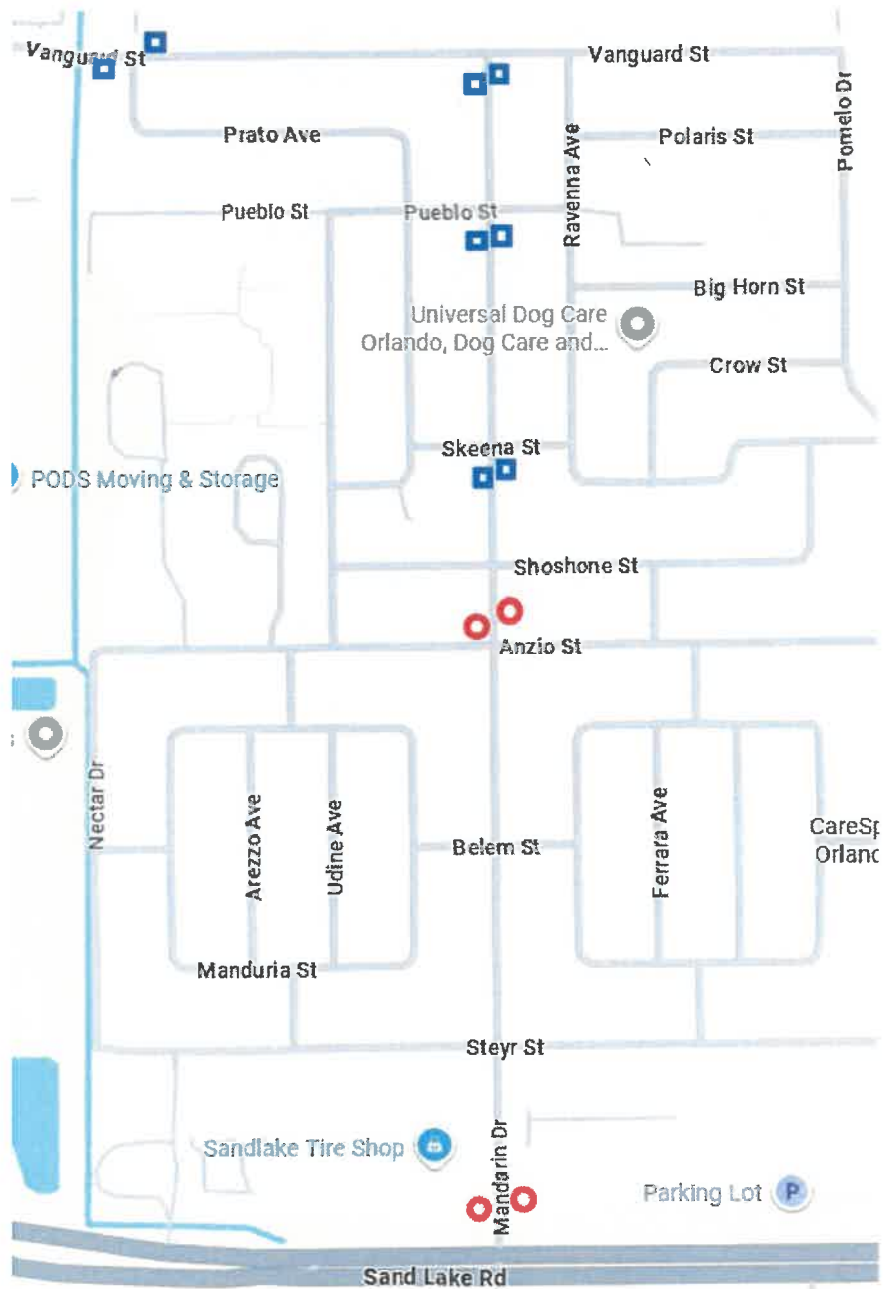 Vanguard St
Vanguard St
Pomelo Dr
Prato Ave
Ravenna Ave
Polaris St
Pueblo St
Pueblo St
Big Horn St
Universal Dog Care
Orlando, Dog Care and...
Crow St
Skeena St
PODS Moving & Storage
Shoshone St
Anzio St
Nectar Dr
Arezzo Ave
Udine Ave
Ferrara Ave
Belem St
CareSp
Orlanc
Manduria St
Steyr St
Sandlake Tire Shop
Mandarin Dr
Parking Lot
P
Sand Lake Rd